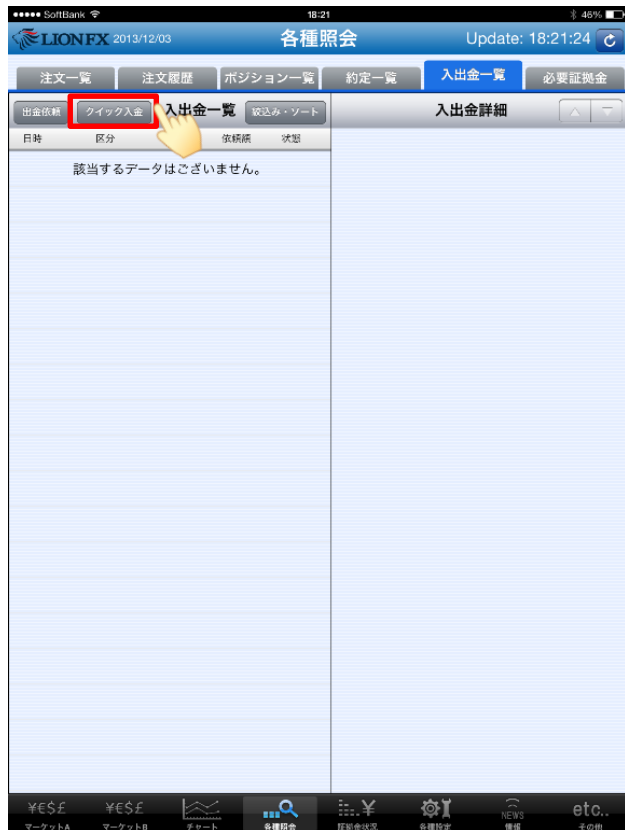 SoftBank 18:21 46%
LION FX 2013/12/03 各種照会 Update: 18:21:24
注文一覧 注文履歴 ポジション一覧 約定一覧 入出金一覧 必要証拠金
出金依頼 クイック入金 入出金一覧 絞込み・ソート 入出金詳細
日時 区分 依頼額 状態
該当するデータはございません。
¥€$£ ¥€$£ ¥ NEWS etc..
マーケットA マーケットB チャート 各種照会 証拠金状況 各種設定 情報 その他